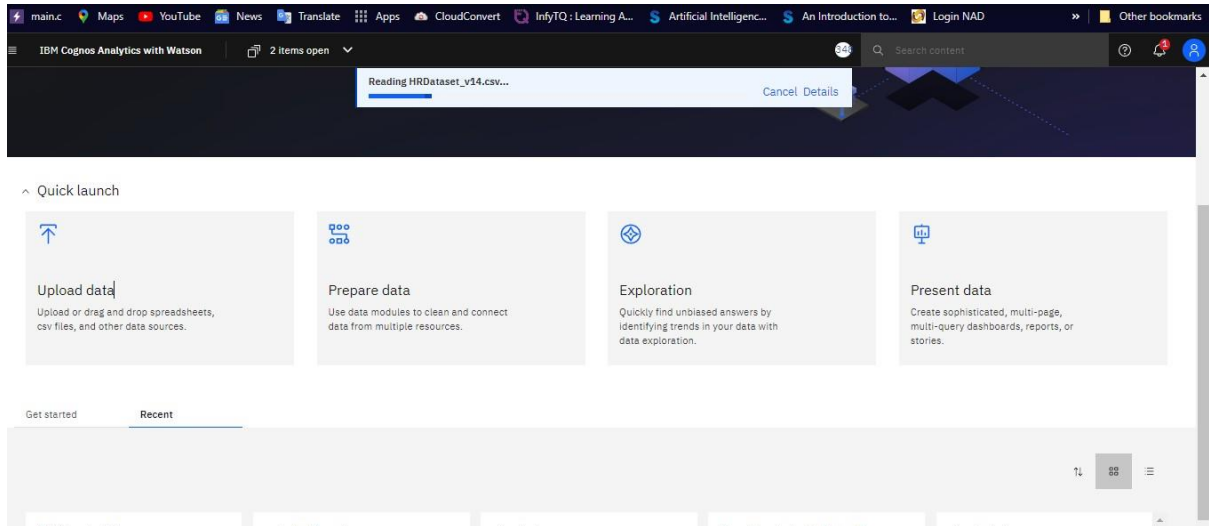 main.c Maps YouTube News Translate Apps CloudConvert InfyTQ : Learning A... Artificial Intelligenc... An Introduction to... Login NAD » Other bookmarks
IBM Cognos Analytics with Watson 2 items open 348 Search content 1
Reading HRDataset_v14.csv...
Cancel Details
Quick launch
Upload data
Upload or drag and drop spreadsheets,
csv files, and other data sources.
Prepare data
Use data modules to clean and connect
data from multiple resources.
Exploration
Quickly find unbiased answers by
identifying trends in your data with
data exploration.
Present data
Create sophisticated, multi-page,
multi-query dashboards, reports, or
stories.
Get started Recent